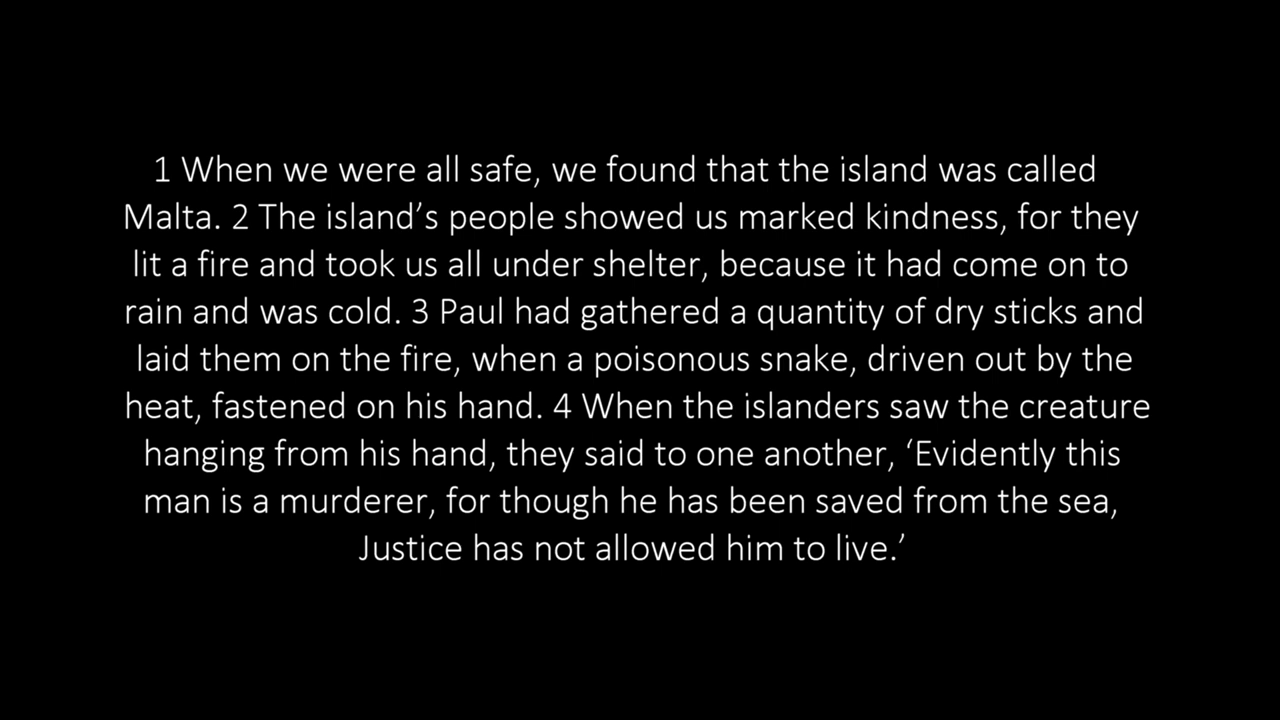 1 When we were all safe, we found that the island was called
Malta. 2 The island’s people showed us marked kindness, for they
lit a fire and took us all under shelter, because it had come on to
rain and was cold. 3 Paul had gathered a quantity of dry sticks and
laid them on the fire, when a poisonous snake, driven out by the
heat, fastened on his hand. 4 When the islanders saw the creature
hanging from his hand, they said to one another, ‘Evidently this
man is a murderer, for though he has been saved from the sea,
Justice has not allowed him to live.’